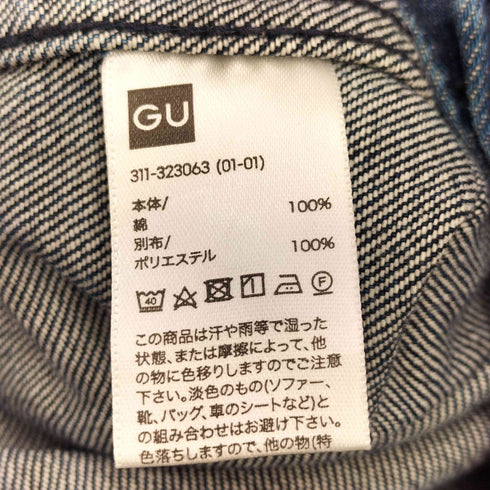 GU
311-323063 (01-01)
本体/
綿 100%
別布/
ポリエステル 100%
40 F
この商品は汗や雨等で湿った
状態、または摩擦によって、他
の物に色移りしますのでご注意
下さい。淡色のもの(ソファー、
靴、バッグ、車のシートなど)と
の組み合わせはお避け下さい。
色落ちしますので、他の物(特